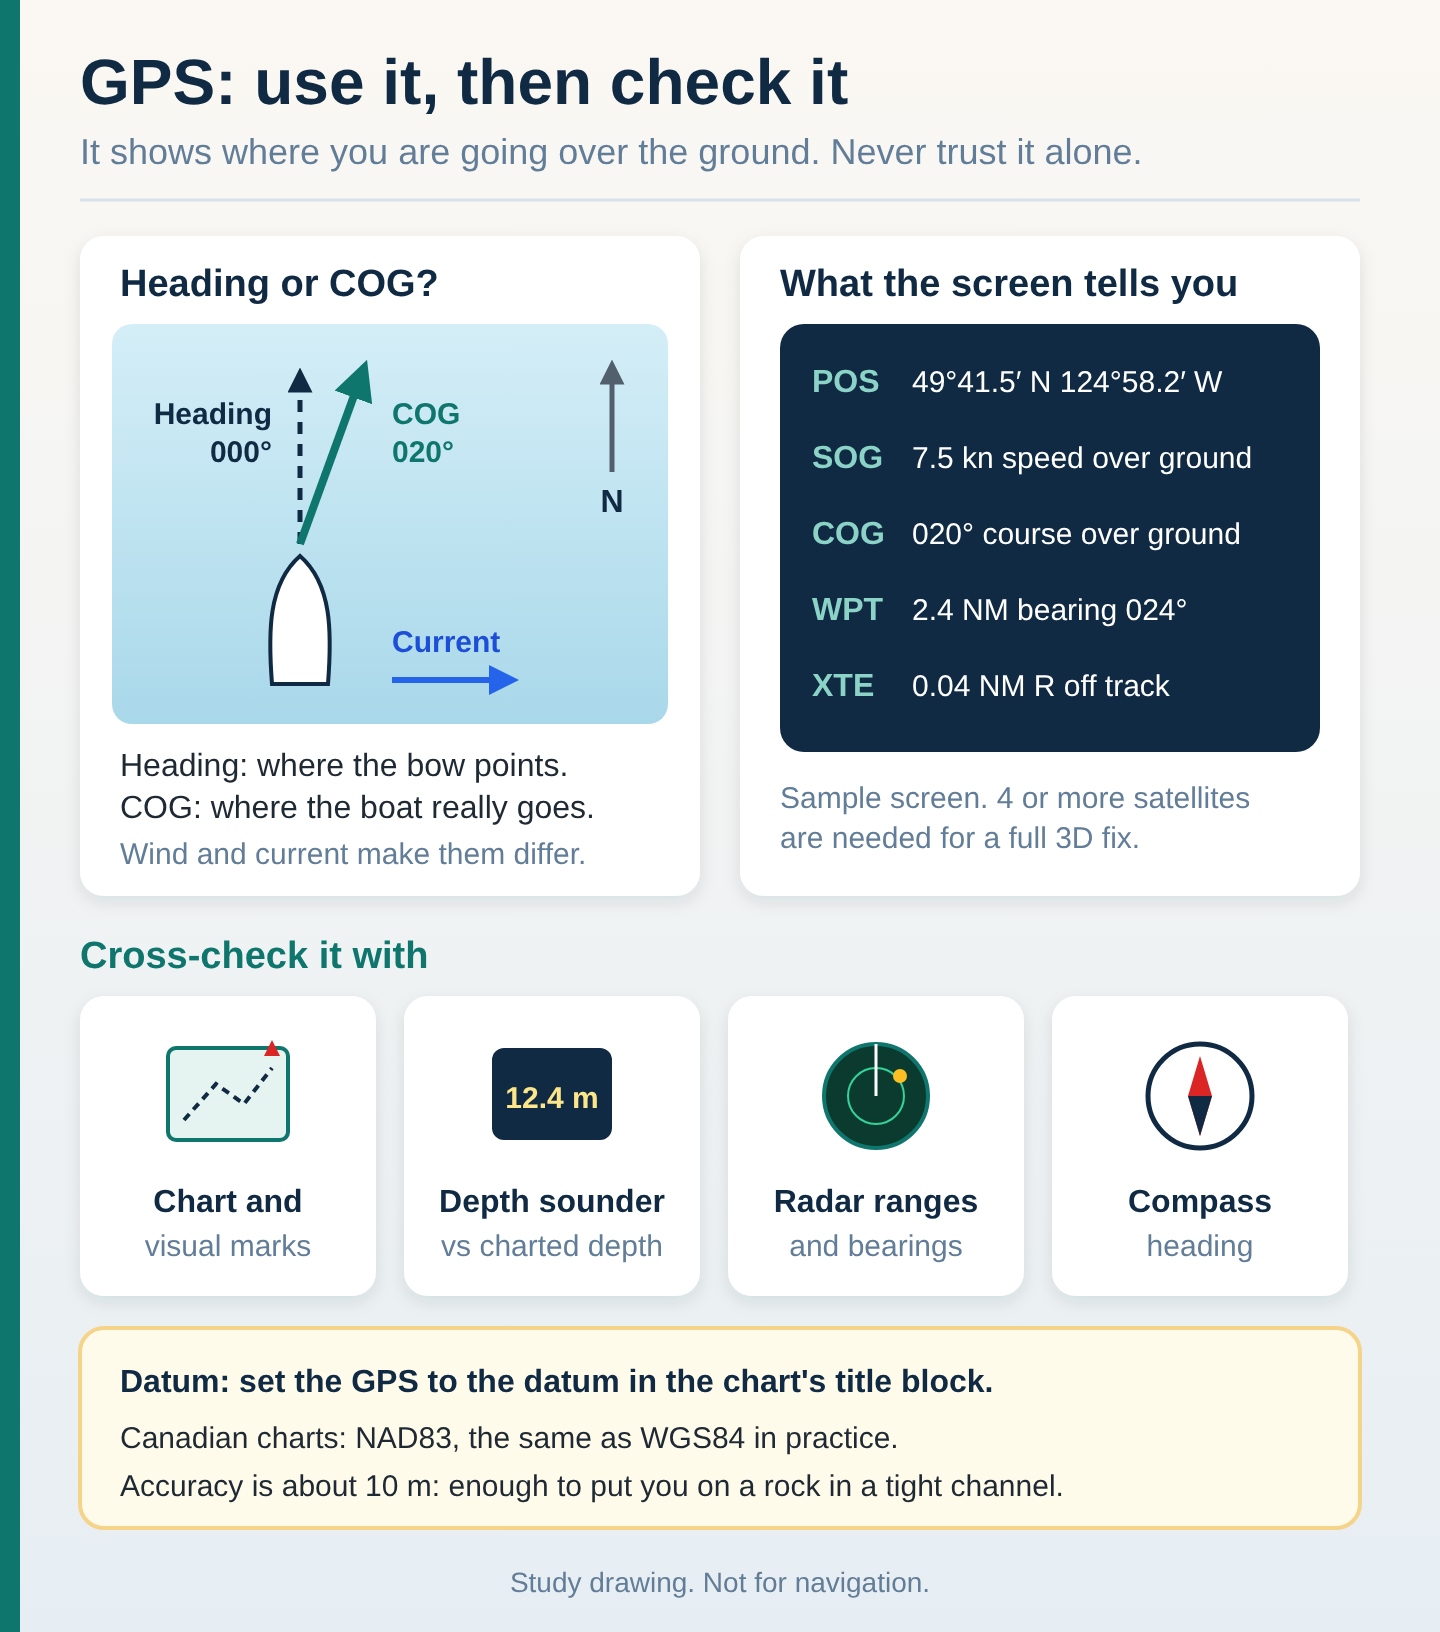 GPS: use it, then check it
It shows where you are going over the ground. Never trust it alone.
Heading or COG?
Heading
000°
COG
020°
N
Current
Heading: where the bow points.
COG: where the boat really goes.
Wind and current make them differ.
What the screen tells you
POS 49°41.5′ N 124°58.2′ W
SOG 7.5 kn speed over ground
COG 020° course over ground
WPT 2.4 NM bearing 024°
XTE 0.04 NM R off track
Sample screen. 4 or more satellites
are needed for a full 3D fix.
Cross-check it with
Chart and
visual marks
12.4 m
Depth sounder
vs charted depth
Radar ranges
and bearings
Compass
heading
Datum: set the GPS to the datum in the chart's title block.
Canadian charts: NAD83, the same as WGS84 in practice.
Accuracy is about 10 m: enough to put you on a rock in a tight channel.
Study drawing. Not for navigation.